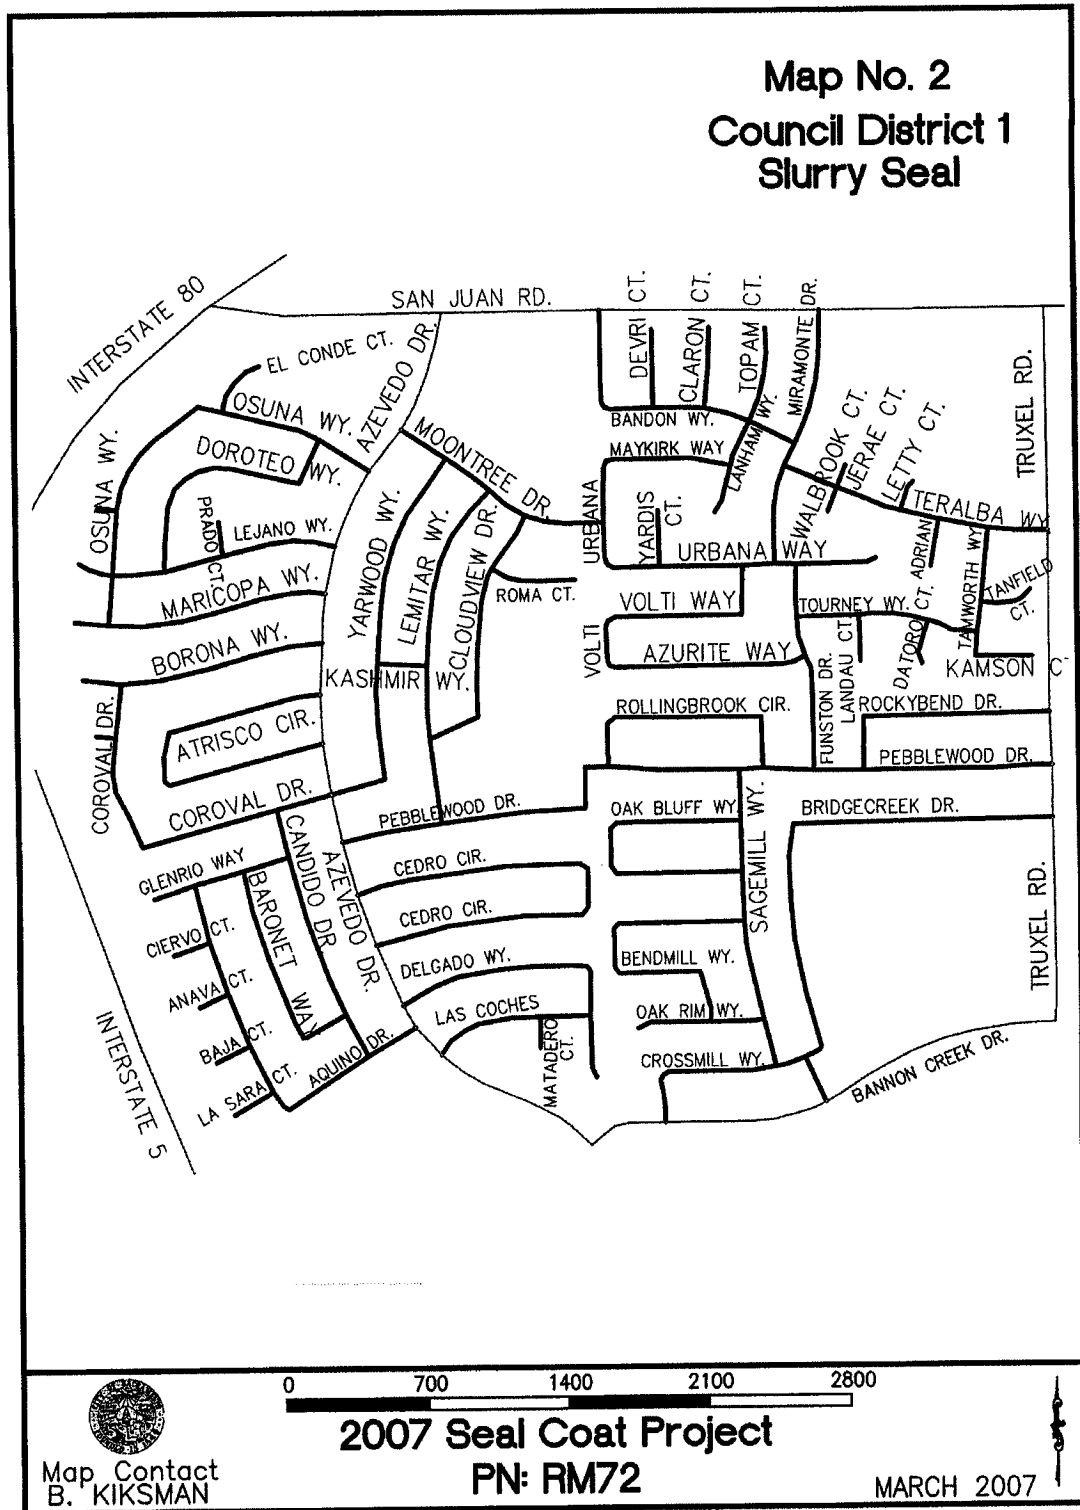 Map No. 2
Council District 1
Slurry Seal
INTERSTATE 80
SAN JUAN RD.
AZEVEDO DR.
EL CONDE CT.
OSUNA WY.
OSUNA WY.
DOROTEO WY.
PRADO CT.
LEJANO WY.
MARICOPA WY.
BORONA WY.
ATRISCO CIR.
COROVAL DR.
COROVAL DR.
MOONTREE DR.
YARWOOD WY.
LEMITAR WY.
CLOUDVIEW DR.
ROMA CT.
KASHMIR WY.
DEVRI CT.
CLARON CT.
TOPAM CT.
MIRAMONTE DR.
BANDON WY.
MAYKIRK WAY
LANHAM WY.
WALBROOK CT.
JERAE CT.
LETTY CT.
TERALBA WY
TRUXEL RD.
URBANA
YARDIS CT.
URBANA WAY
ADRIAN CT.
TAMWORTH WY.
TANFIELD CT.
VOLTI WAY
VOLTI
TOURNEY WY.
AZURITE WAY
FUNSTON DR.
LANDAU CT.
DATORO
KAMSON C
ROLLINGBROOK CIR.
ROCKYBEND DR.
PEBBLEWOOD DR.
PEBBLEWOOD DR.
OAK BLUFF WY.
SAGEMILL WY.
BRIDGECREEK DR.
GLENRIO WAY
CANDIDO DR
BARONET WAY
AZEVEDO DR.
CEDRO CIR.
CEDRO CIR.
CIERVO CT.
ANAVA CT.
BAJA CT.
LA SARA CT.
AQUINO DR.
DELGADO WY.
LAS COCHES
MATADERO CT.
BENDMILL WY.
OAK RIM WY.
CROSSMILL WY.
BANNON CREEK DR.
TRUXEL RD.
INTERSTATE 5
0 700 1400 2100 2800
2007 Seal Coat Project
PN: RM72
Map Contact
B. KIKSMAN
MARCH 2007